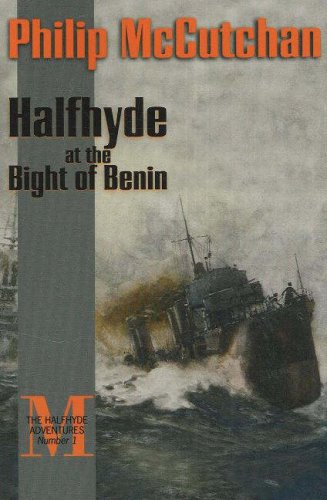 Philip McCutchan
Halfhyde
at the
Bight of Benin
M
THE HALFHYDE
ADVENTURES
Number 1